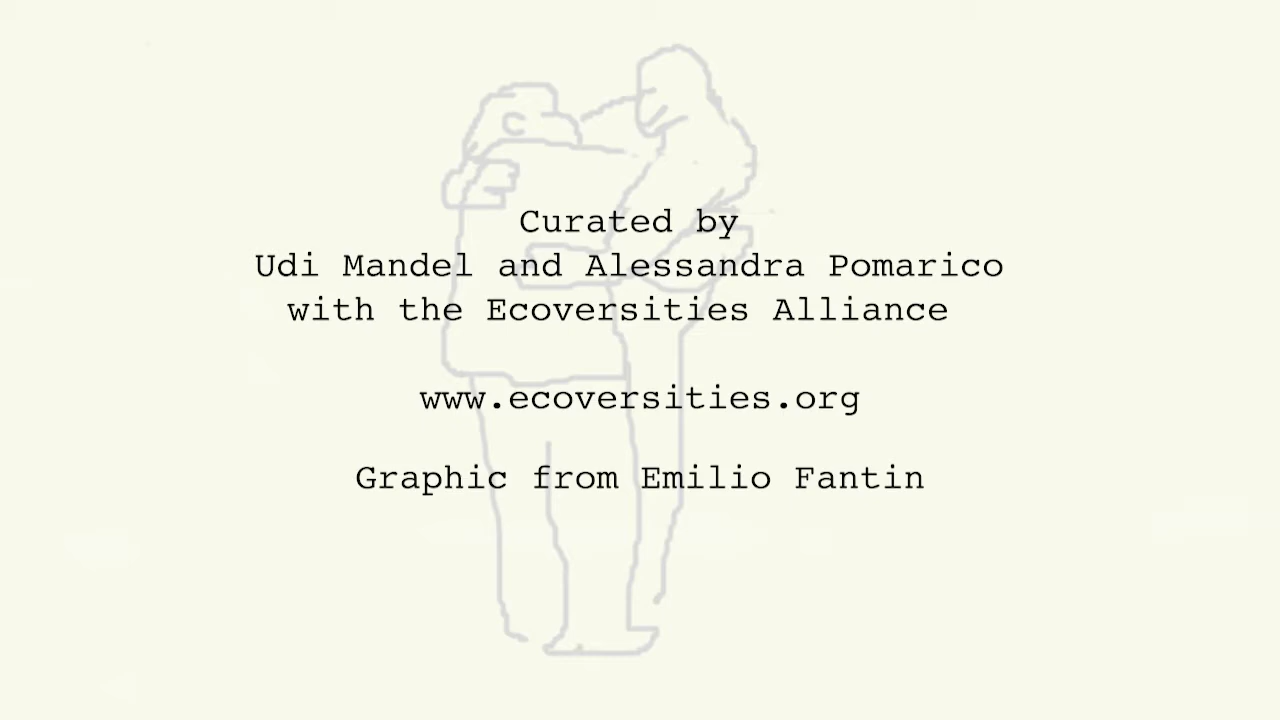 Curated by
Udi Mandel and Alessandra Pomarico
with the Ecoversities Alliance
www.ecoversities.org
Graphic from Emilio Fantin